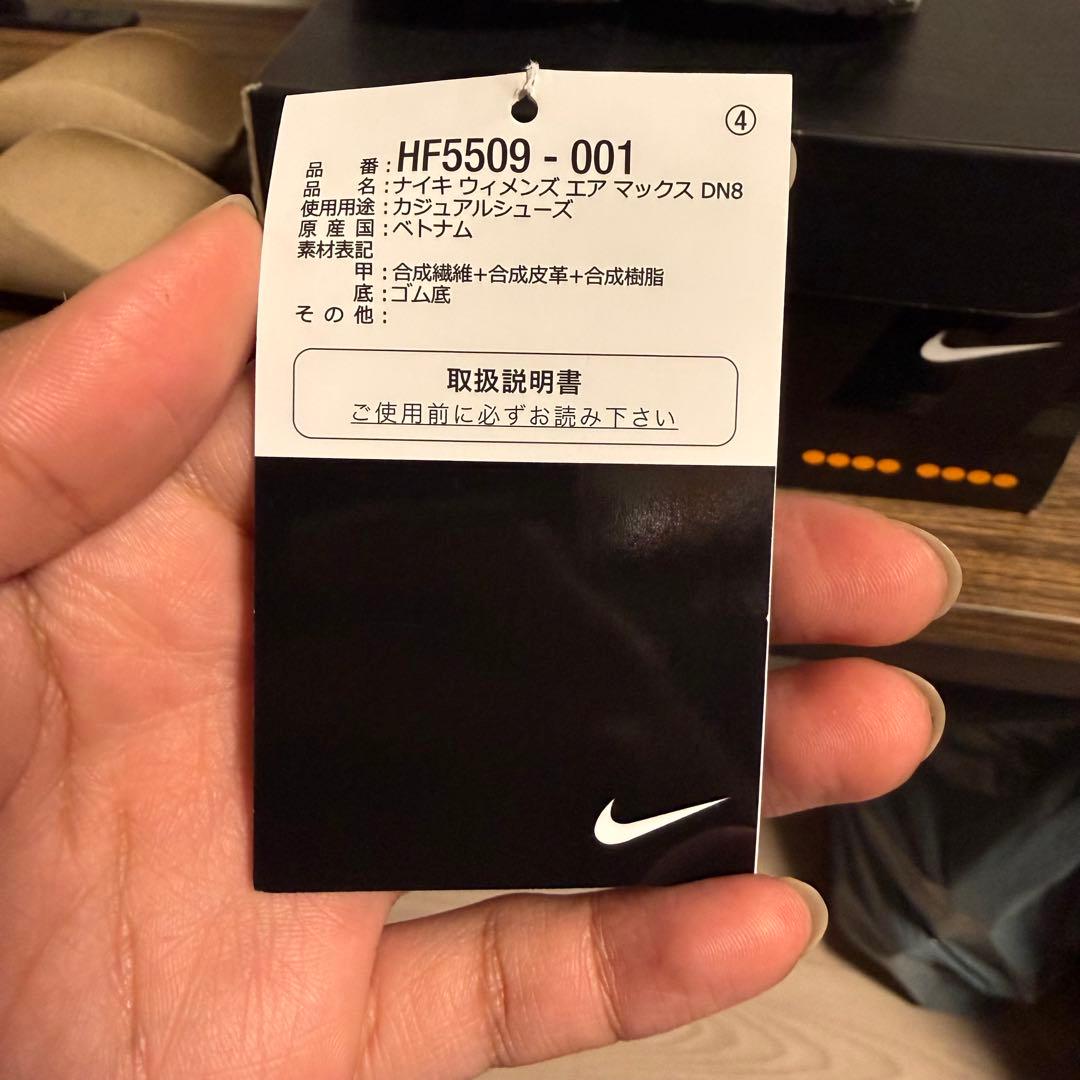 ④
品番:HF5509-001
品名:ナイキ ウィメンズ エア マックス DN8
使用用途:カジュアルシューズ
原産国:ベトナム
素材表記
甲:合成繊維+合成皮革+合成樹脂
底:ゴム底
その他:
取扱説明書
ご使用前に必ずお読み下さい